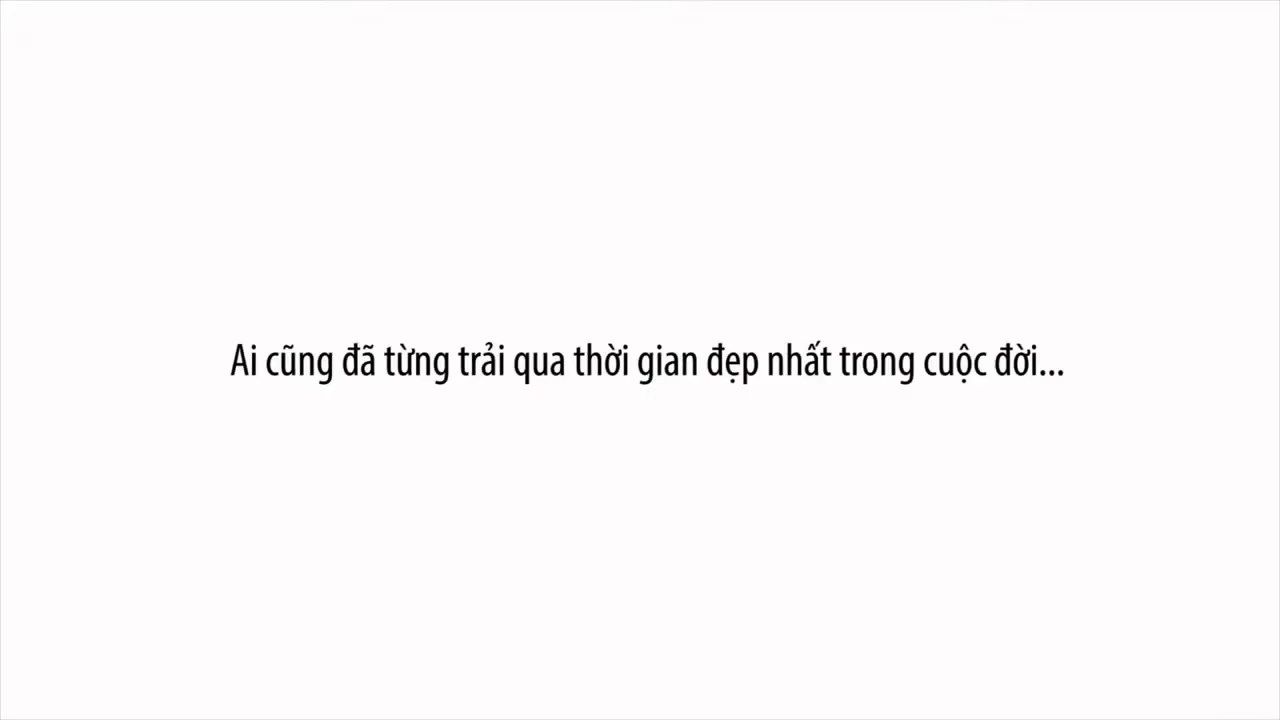 Ai cũng đã từng trải qua thời gian đẹp nhất trong cuộc đời...